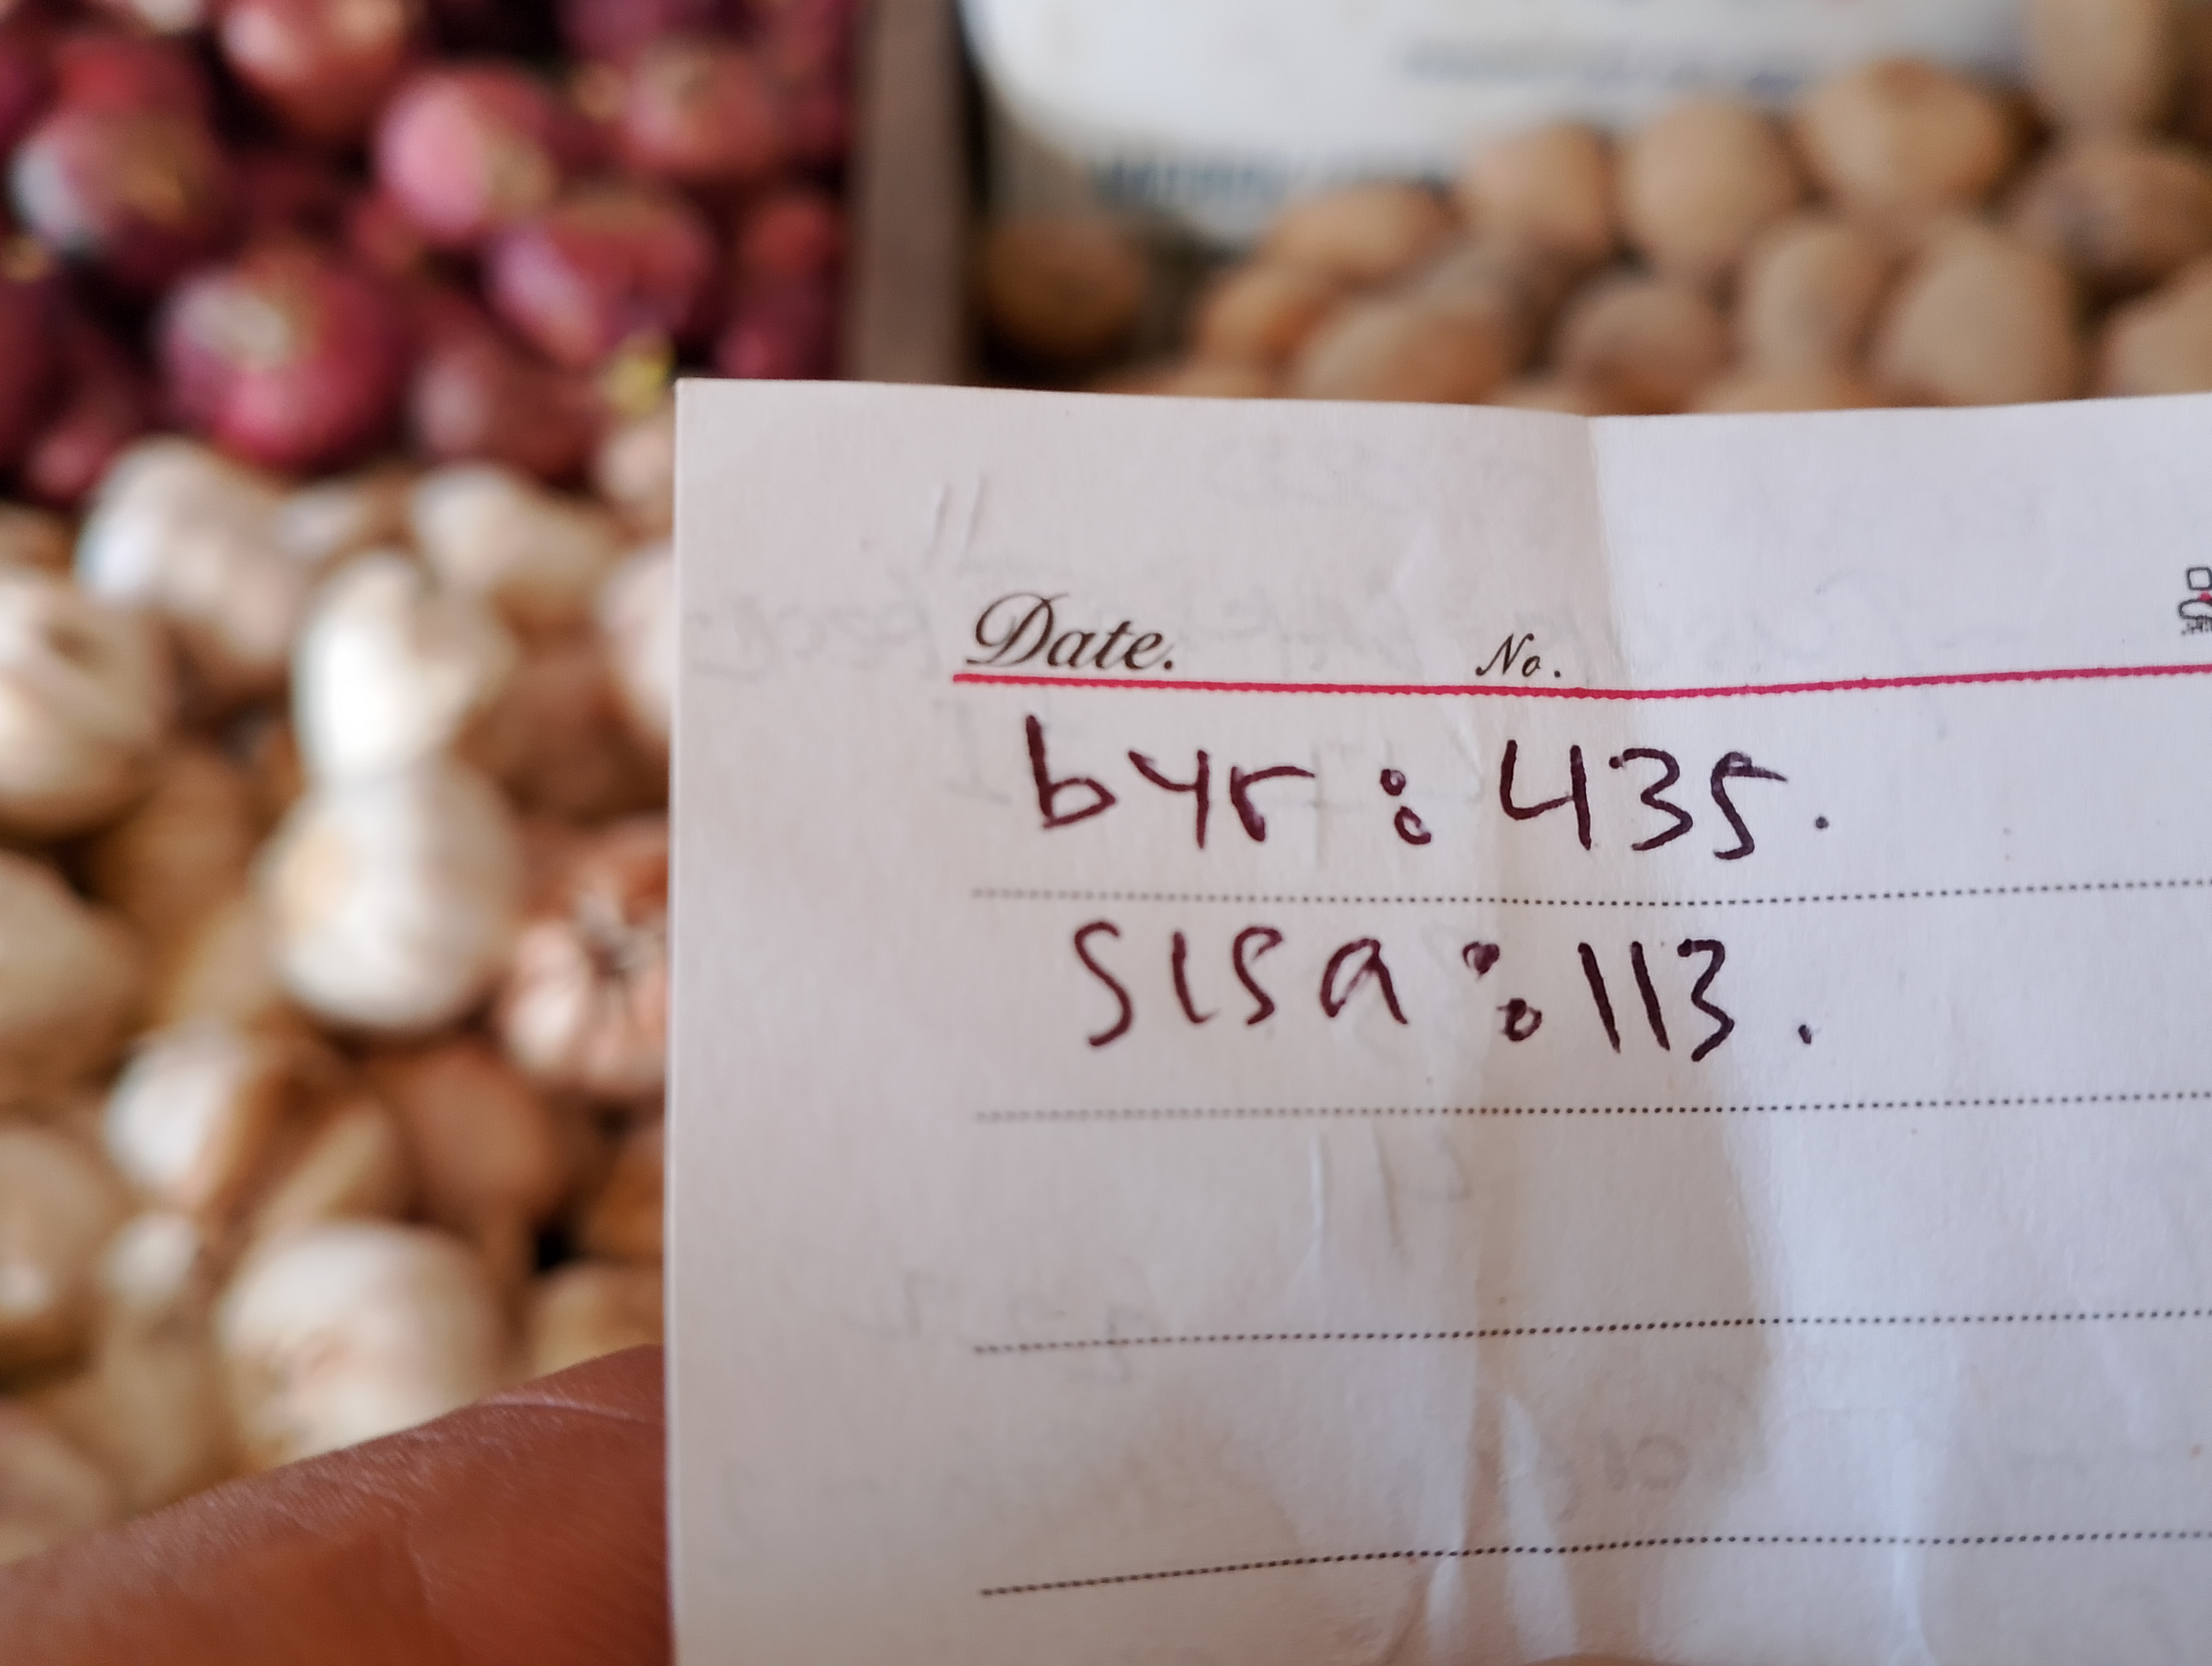 Date. No.
byr : 435.
sisa : 113.